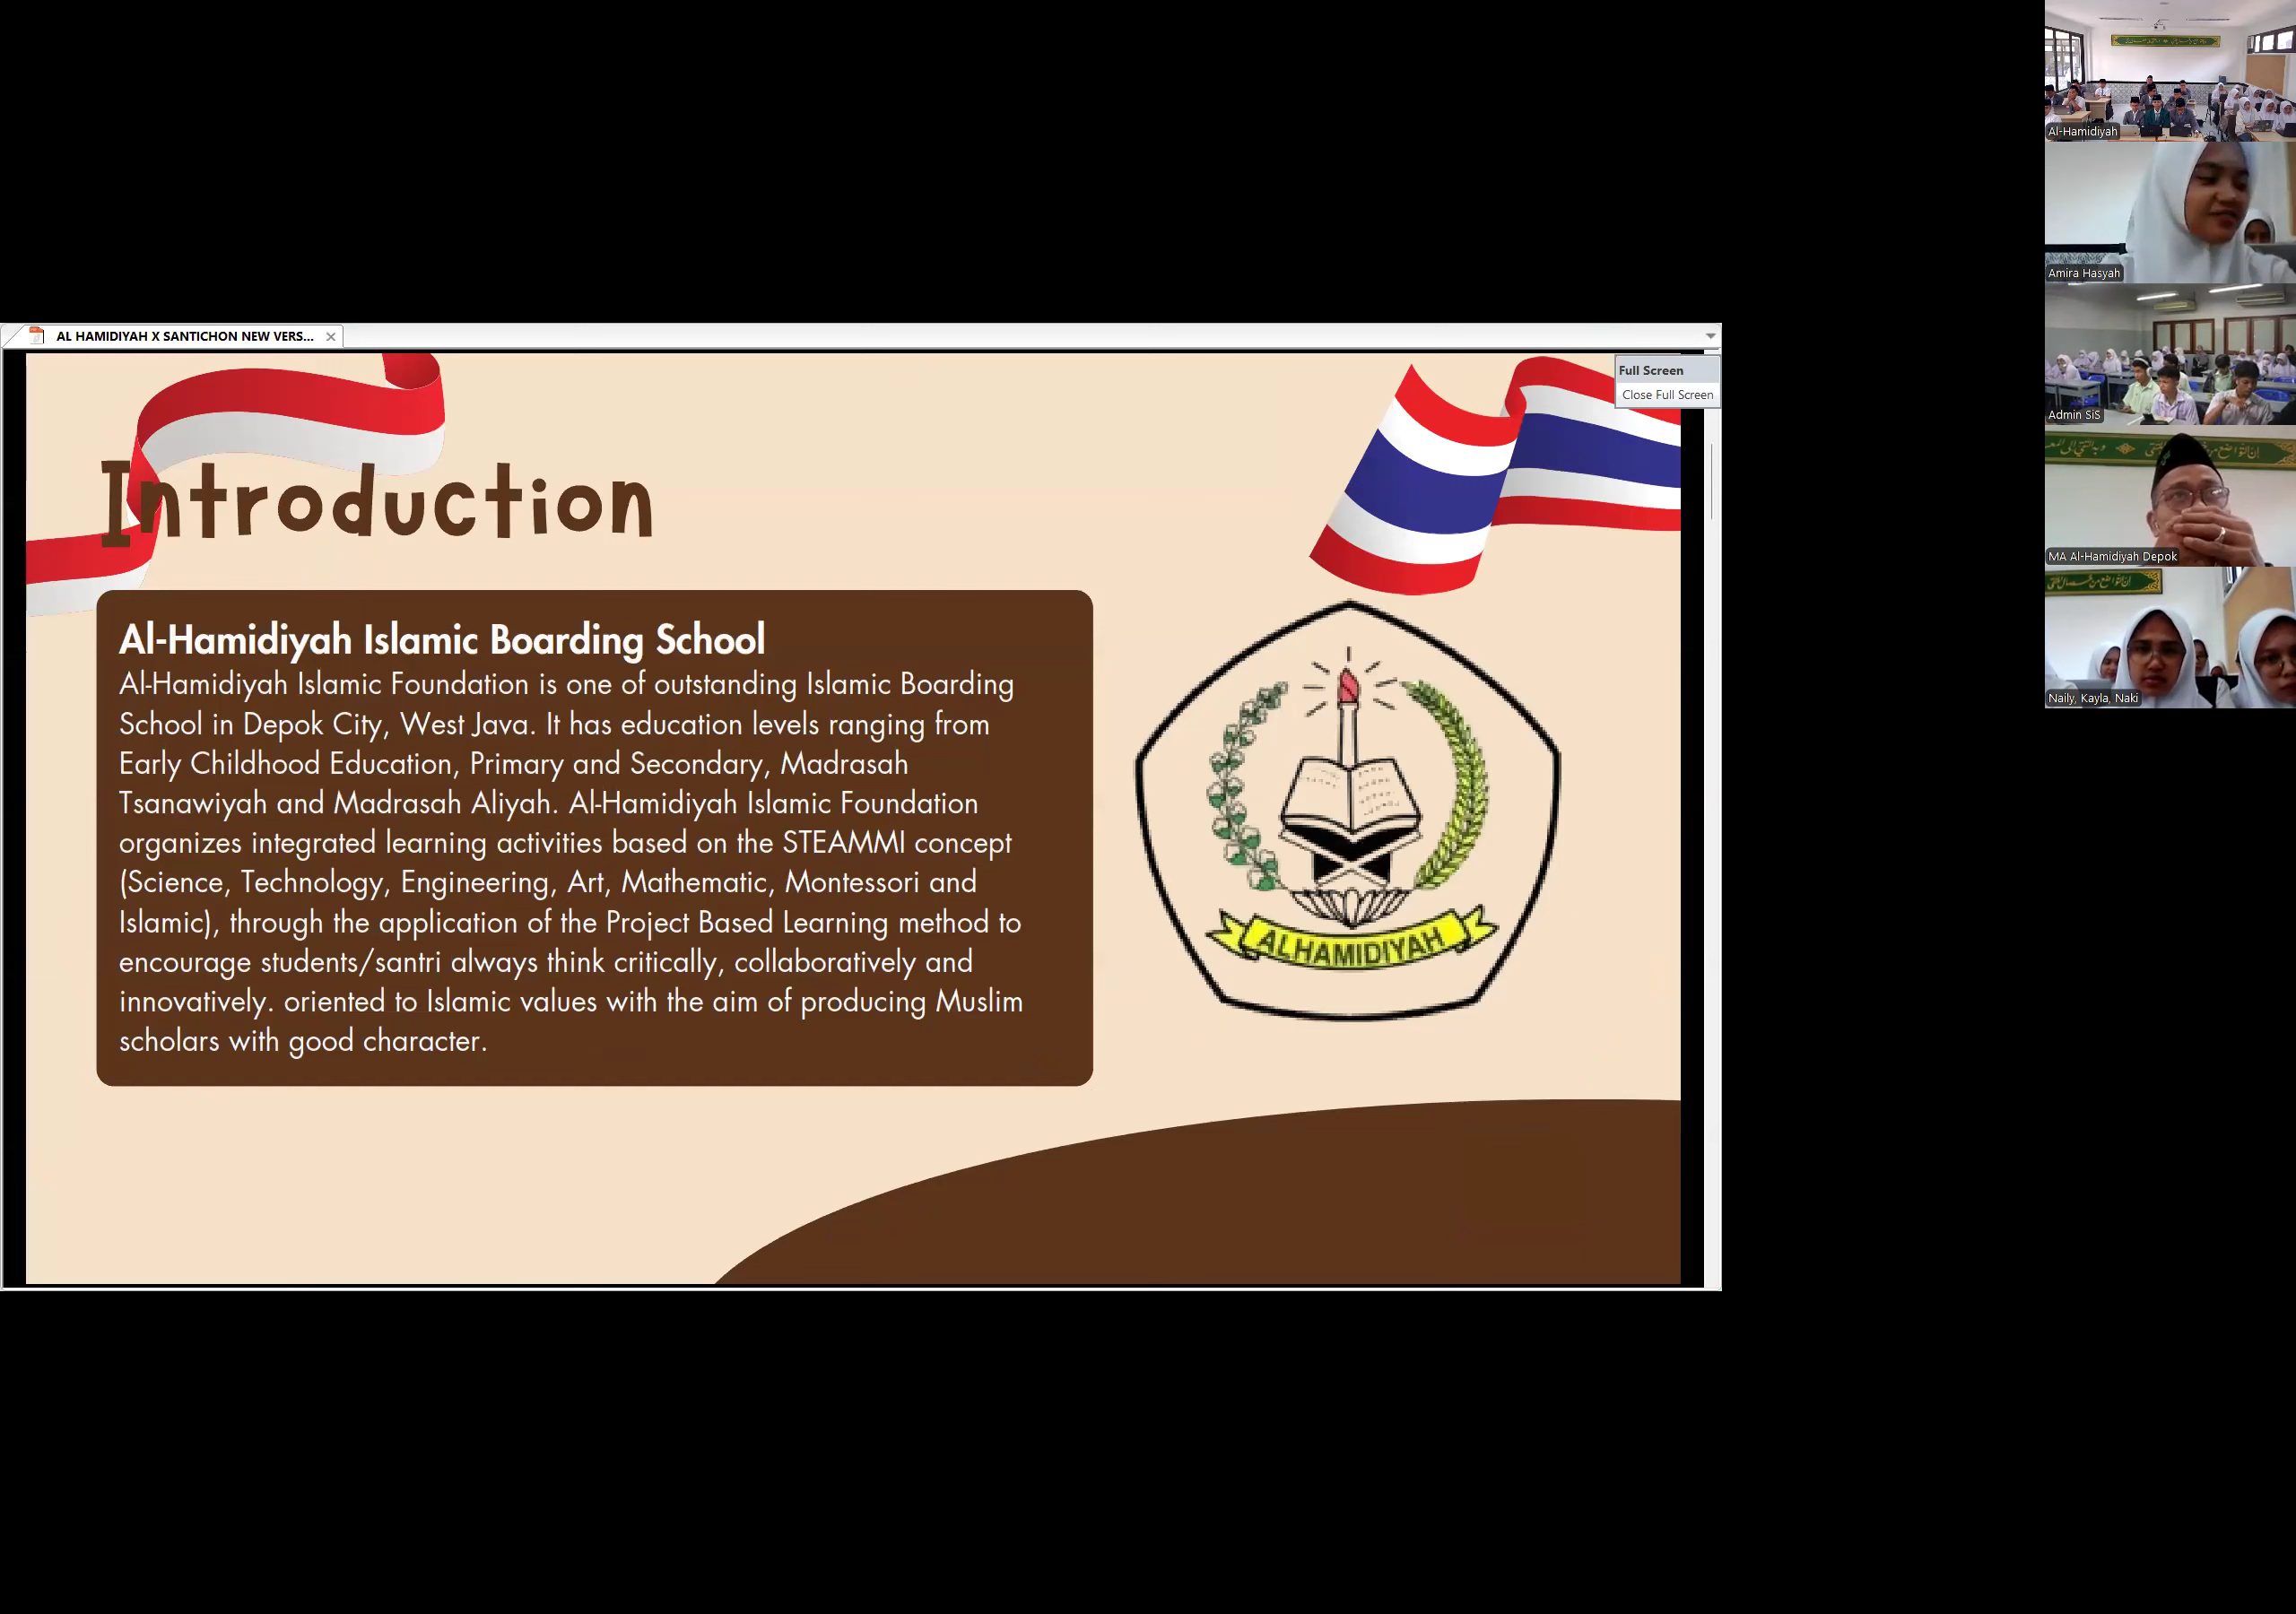 AL HAMIDIYAH X SANTICHON NEW VERS...
Full Screen
Close Full Screen
Introduction
Al-Hamidiyah Islamic Boarding School
Al-Hamidiyah Islamic Foundation is one of outstanding Islamic Boarding
School in Depok City, West Java. It has education levels ranging from
Early Childhood Education, Primary and Secondary, Madrasah
Tsanawiyah and Madrasah Aliyah. Al-Hamidiyah Islamic Foundation
organizes integrated learning activities based on the STEAMMI concept
(Science, Technology, Engineering, Art, Mathematic, Montessori and
Islamic), through the application of the Project Based Learning method to
encourage students/santri always think critically, collaboratively and
innovatively. oriented to Islamic values with the aim of producing Muslim
scholars with good character.
ALHAMIDIYAH
Al-Hamidiyah
Amira Hasyah
Admin SiS
MA Al-Hamidiyah Depok
Naily, Kayla, Naki